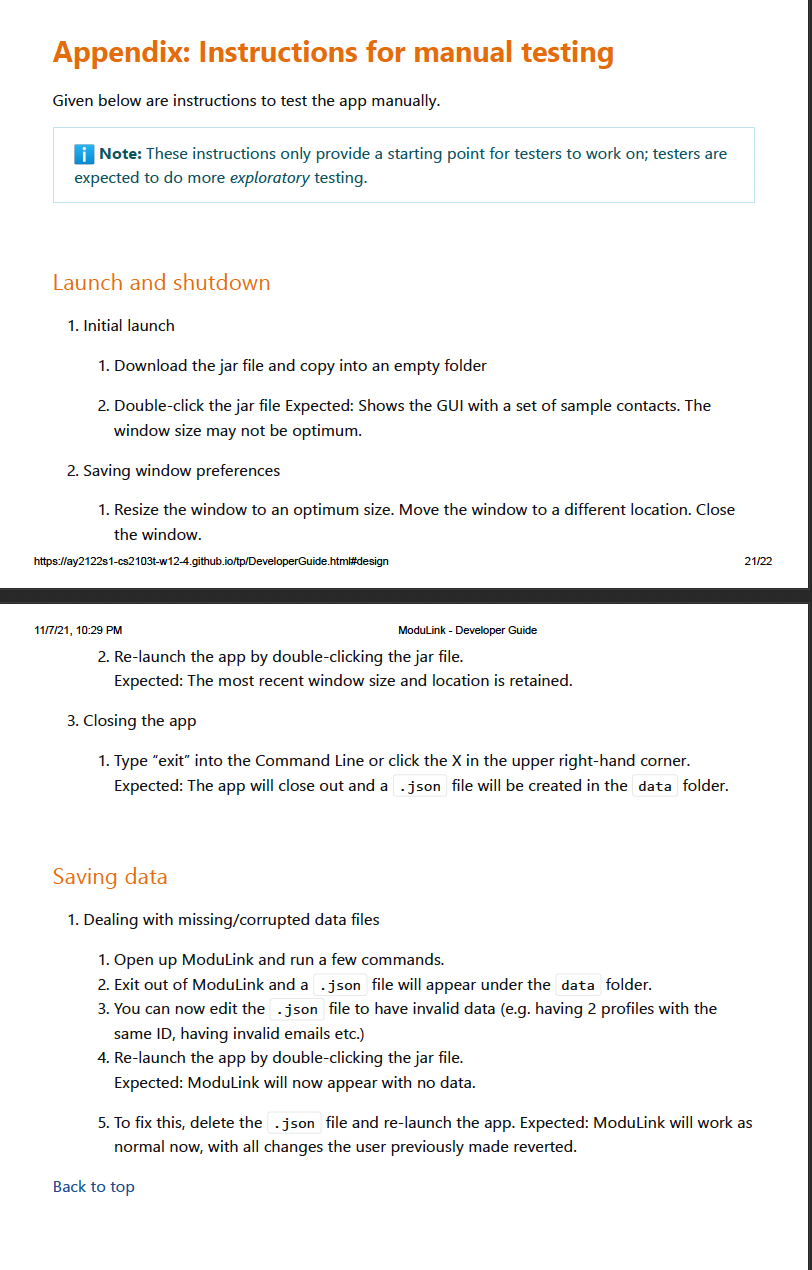 Appendix: Instructions for manual testing
Given below are instructions to test the app manually.
ℹ️ Note: These instructions only provide a starting point for testers to work on; testers are
expected to do more exploratory testing.
Launch and shutdown
1. Initial launch
1. Download the jar file and copy into an empty folder
2. Double-click the jar file Expected: Shows the GUI with a set of sample contacts. The
window size may not be optimum.
2. Saving window preferences
1. Resize the window to an optimum size. Move the window to a different location. Close
the window.
https://ay2122s1-cs2103t-w12-4.github.io/tp/DeveloperGuide.html#design 21/22
11/7/21, 10:29 PM ModuLink - Developer Guide
2. Re-launch the app by double-clicking the jar file.
Expected: The most recent window size and location is retained.
3. Closing the app
1. Type “exit” into the Command Line or click the X in the upper right-hand corner.
Expected: The app will close out and a .json file will be created in the data folder.
Saving data
1. Dealing with missing/corrupted data files
1. Open up ModuLink and run a few commands.
2. Exit out of ModuLink and a .json file will appear under the data folder.
3. You can now edit the .json file to have invalid data (e.g. having 2 profiles with the
same ID, having invalid emails etc.)
4. Re-launch the app by double-clicking the jar file.
Expected: ModuLink will now appear with no data.
5. To fix this, delete the .json file and re-launch the app. Expected: ModuLink will work as
normal now, with all changes the user previously made reverted.
Back to top